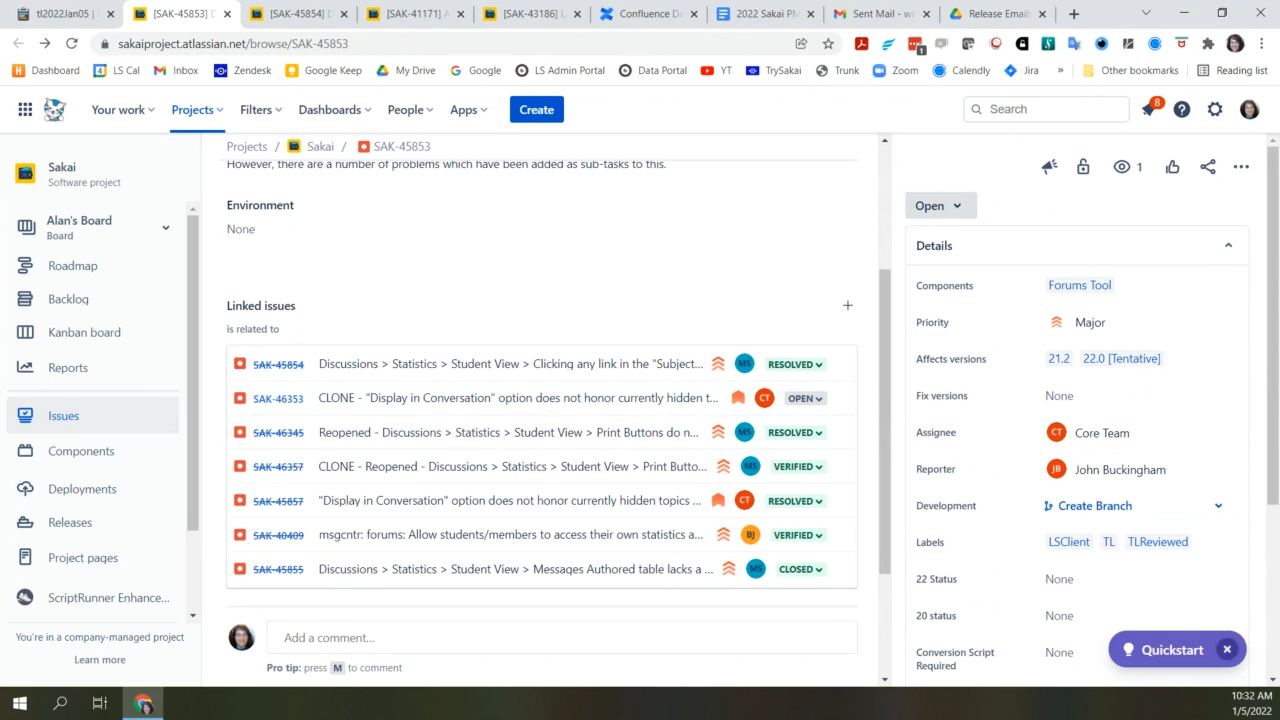 tl2022Jan05 | S
[SAK-45853] D
[SAK-45854] D
[SAK-41171] A
[SAK-43186] L
Confluence Da
2022 Sakai PM
Sent Mail - wi
Release Email
sakaiproject.atlassian.net/browse/SAK-45853
1
Dashboard
LS Cal
Inbox
Zendesk
Google Keep
My Drive
Google
LS Admin Portal
Data Portal
YT
TrySakai
Trunk
Zoom
Calendly
Jira
»
Other bookmarks
Reading list
Your work
Projects
Filters
Dashboards
People
Apps
Create
Search
8
Projects / Sakai / SAK-45853
However, there are a number of problems which have been added as sub-tasks to this.
Sakai
Software project
Alan's Board
Board
Roadmap
Backlog
Kanban board
Reports
Issues
Components
Deployments
Releases
Project pages
ScriptRunner Enhance...
You're in a company-managed project
Learn more
Environment
None
Linked issues
is related to
SAK-45854 Discussions > Statistics > Student View > Clicking any link in the "Subject... MS RESOLVED
SAK-46353 CLONE - "Display in Conversation" option does not honor currently hidden t... CT OPEN
SAK-46345 Reopened - Discussions > Statistics > Student View > Print Buttons do n... MS RESOLVED
SAK-46357 CLONE - Reopened - Discussions > Statistics > Student View > Print Butto... MS VERIFIED
SAK-45857 "Display in Conversation" option does not honor currently hidden topics ... CT RESOLVED
SAK-40409 msgcntr: forums: Allow students/members to access their own statistics a... BJ VERIFIED
SAK-45855 Discussions > Statistics > Student View > Messages Authored table lacks a ... MS CLOSED
Add a comment...
Pro tip: press M to comment
1
Open
Details
Components Forums Tool
Priority Major
Affects versions 21.2 22.0 [Tentative]
Fix versions None
Assignee CT Core Team
Reporter JB John Buckingham
Development Create Branch
Labels LSClient TL TLReviewed
22 Status None
20 status None
Conversion Script Required None
Quickstart
10:32 AM
1/5/2022